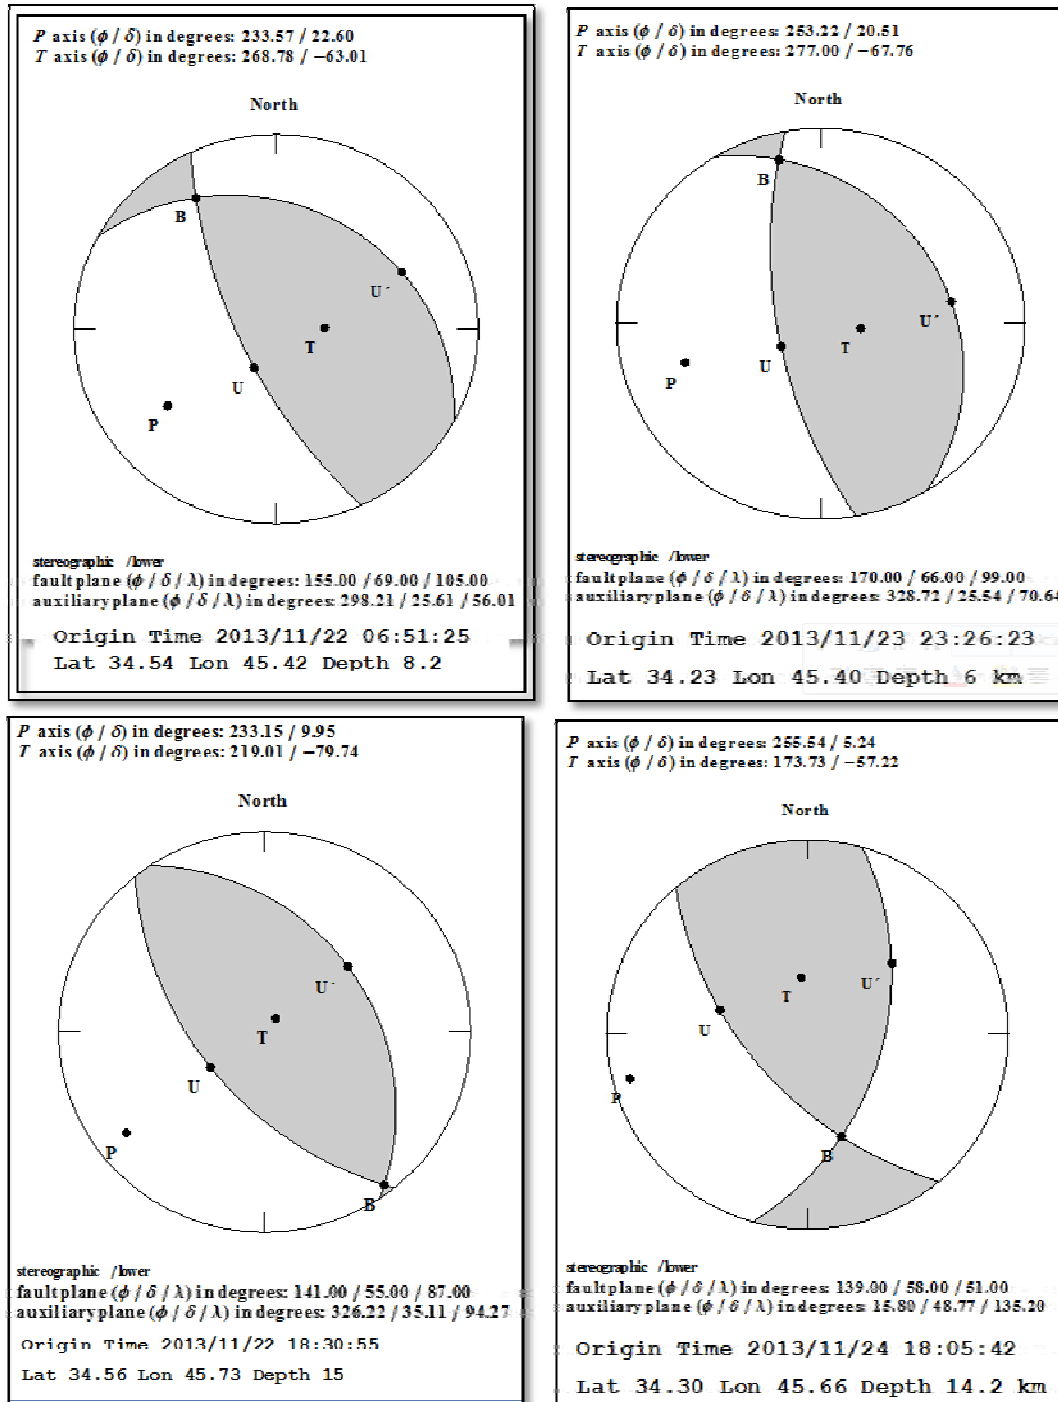 P axis (ϕ / δ) in degrees: 233.57 / 22.60
T axis (ϕ / δ) in degrees: 268.78 / −63.01
North
B
U´
T
U
P
stereographic /lower
fault plane (ϕ / δ / λ) in degrees: 155.00 / 69.00 / 105.00
auxiliary plane (ϕ / δ / λ) in degrees: 298.21 / 25.61 / 56.01
Origin Time 2013/11/22 06:51:25
Lat 34.54 Lon 45.42 Depth 8.2
P axis (ϕ / δ) in degrees: 253.22 / 20.51
T axis (ϕ / δ) in degrees: 277.00 / −67.76
North
B
U´
T
U
P
stereographic /lower
fault plane (ϕ / δ / λ) in degrees: 170.00 / 66.00 / 99.00
auxiliary plane (ϕ / δ / λ) in degrees: 328.72 / 25.54 / 70.64
Origin Time 2013/11/23 23:26:23
Lat 34.23 Lon 45.40 Depth 6 km
P axis (ϕ / δ) in degrees: 233.15 / 9.95
T axis (ϕ / δ) in degrees: 219.01 / −79.74
North
U´
T
U
P
B
stereographic /lower
fault plane (ϕ / δ / λ) in degrees: 141.00 / 55.00 / 87.00
auxiliary plane (ϕ / δ / λ) in degrees: 326.22 / 35.11 / 94.27
Origin Time 2013/11/22 18:30:55
Lat 34.56 Lon 45.73 Depth 15
P axis (ϕ / δ) in degrees: 255.54 / 5.24
T axis (ϕ / δ) in degrees: 173.73 / −57.22
North
U´
T
U
P
B
stereographic /lower
fault plane (ϕ / δ / λ) in degrees: 139.00 / 58.00 / 51.00
auxiliary plane (ϕ / δ / λ) in degrees: 15.80 / 48.77 / 135.20
Origin Time 2013/11/24 18:05:42
Lat 34.30 Lon 45.66 Depth 14.2 km